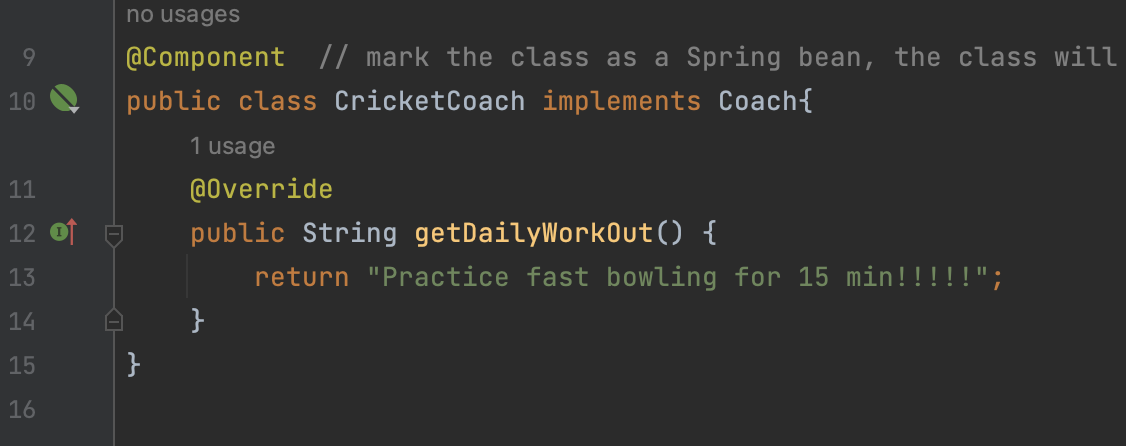 no usages
9 @Component // mark the class as a Spring bean, the class will
10 public class CricketCoach implements Coach{
1 usage
11 @Override
12 I public String getDailyWorkOut() {
13 return "Practice fast bowling for 15 min!!!!!";
14 }
15 }
16